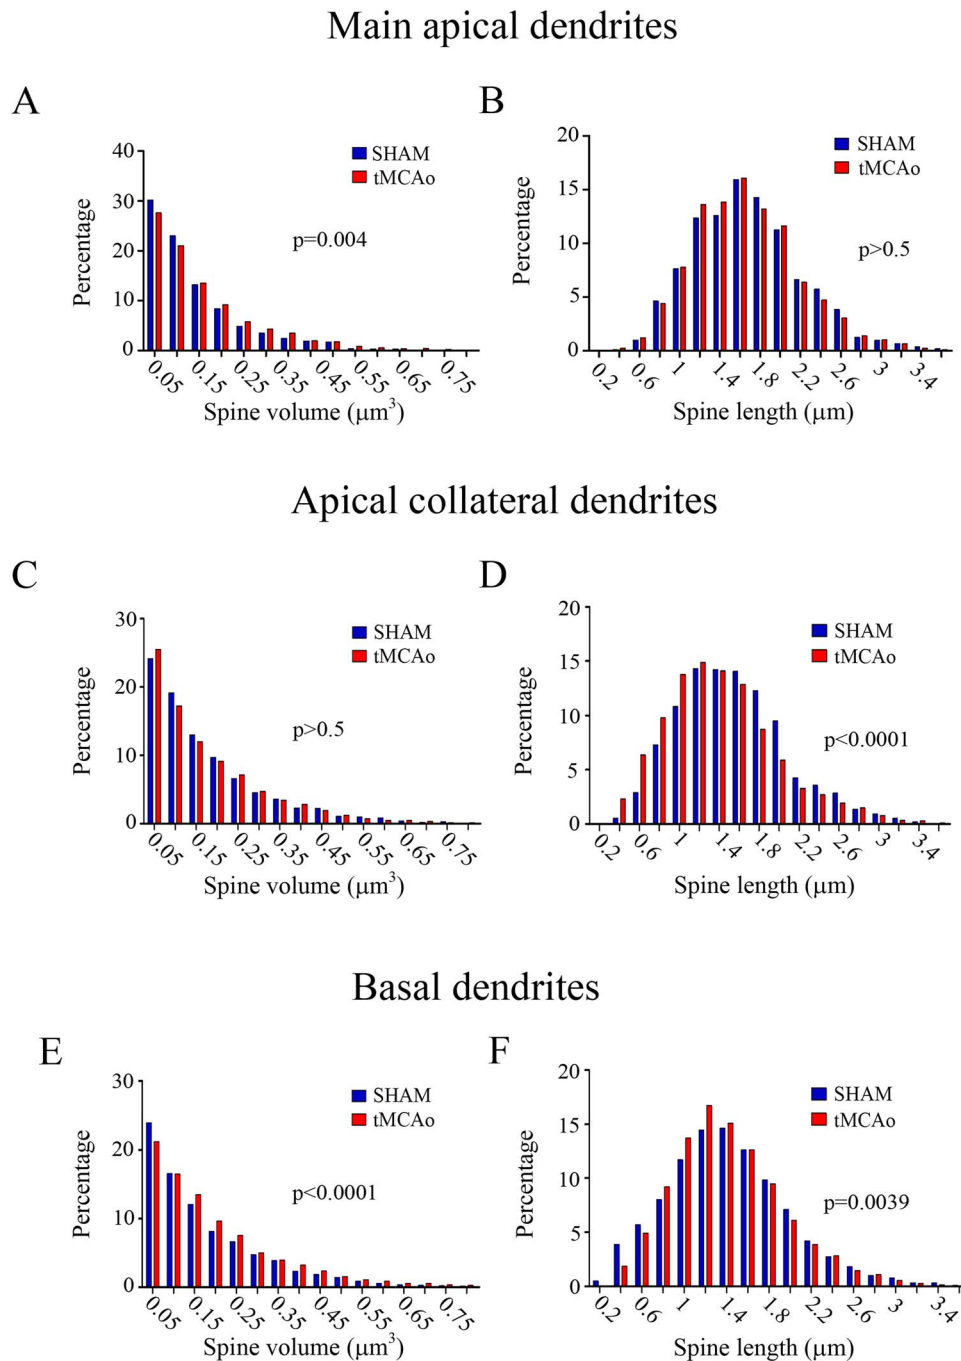 Main apical dendrites
A
B
40
30
20
10
0
Percentage
SHAM
tMCAo
p=0.004
0.05 0.15 0.25 0.35 0.45 0.55 0.65 0.75
Spine volume (μm³)
20
15
10
5
0
Percentage
SHAM
tMCAo
p>0.5
0.2 0.6 1 1.4 1.8 2.2 2.6 3 3.4
Spine length (μm)
Apical collateral dendrites
C
D
30
20
10
0
Percentage
SHAM
tMCAo
p>0.5
0.05 0.15 0.25 0.35 0.45 0.55 0.65 0.75
Spine volume (μm³)
20
15
10
5
0
Percentage
SHAM
tMCAo
p<0.0001
0.2 0.6 1 1.4 1.8 2.2 2.6 3 3.4
Spine length (μm)
Basal dendrites
E
F
30
20
10
0
Percentage
SHAM
tMCAo
p<0.0001
0.05 0.15 0.25 0.35 0.45 0.55 0.65 0.75
Spine volume (μm³)
20
15
10
5
0
Percentage
SHAM
tMCAo
p=0.0039
0.2 0.6 1 1.4 1.8 2.2 2.6 3 3.4
Spine length (μm)